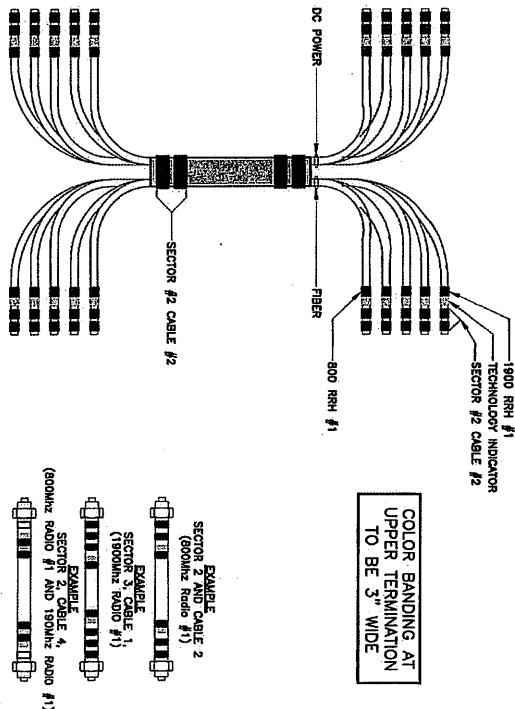 DC POWER
FIBER
SECTOR #2 CABLE #2
1900 RRH #1
TECHNOLOGY INDICATOR
SECTOR #2 CABLE #2
800 RRH #1
COLOR BANDING AT
UPPER TERMINATION
TO BE 3" WIDE
EXAMPLE
SECTOR 2 AND CABLE 2
(800Mhz Radio #1)
EXAMPLE
SECTOR 3, CABLE 1,
(1900Mhz RADIO #1)
EXAMPLE
SECTOR 2, CABLE 4,
(800Mhz RADIO #1 AND 190Mhz RADIO #1)